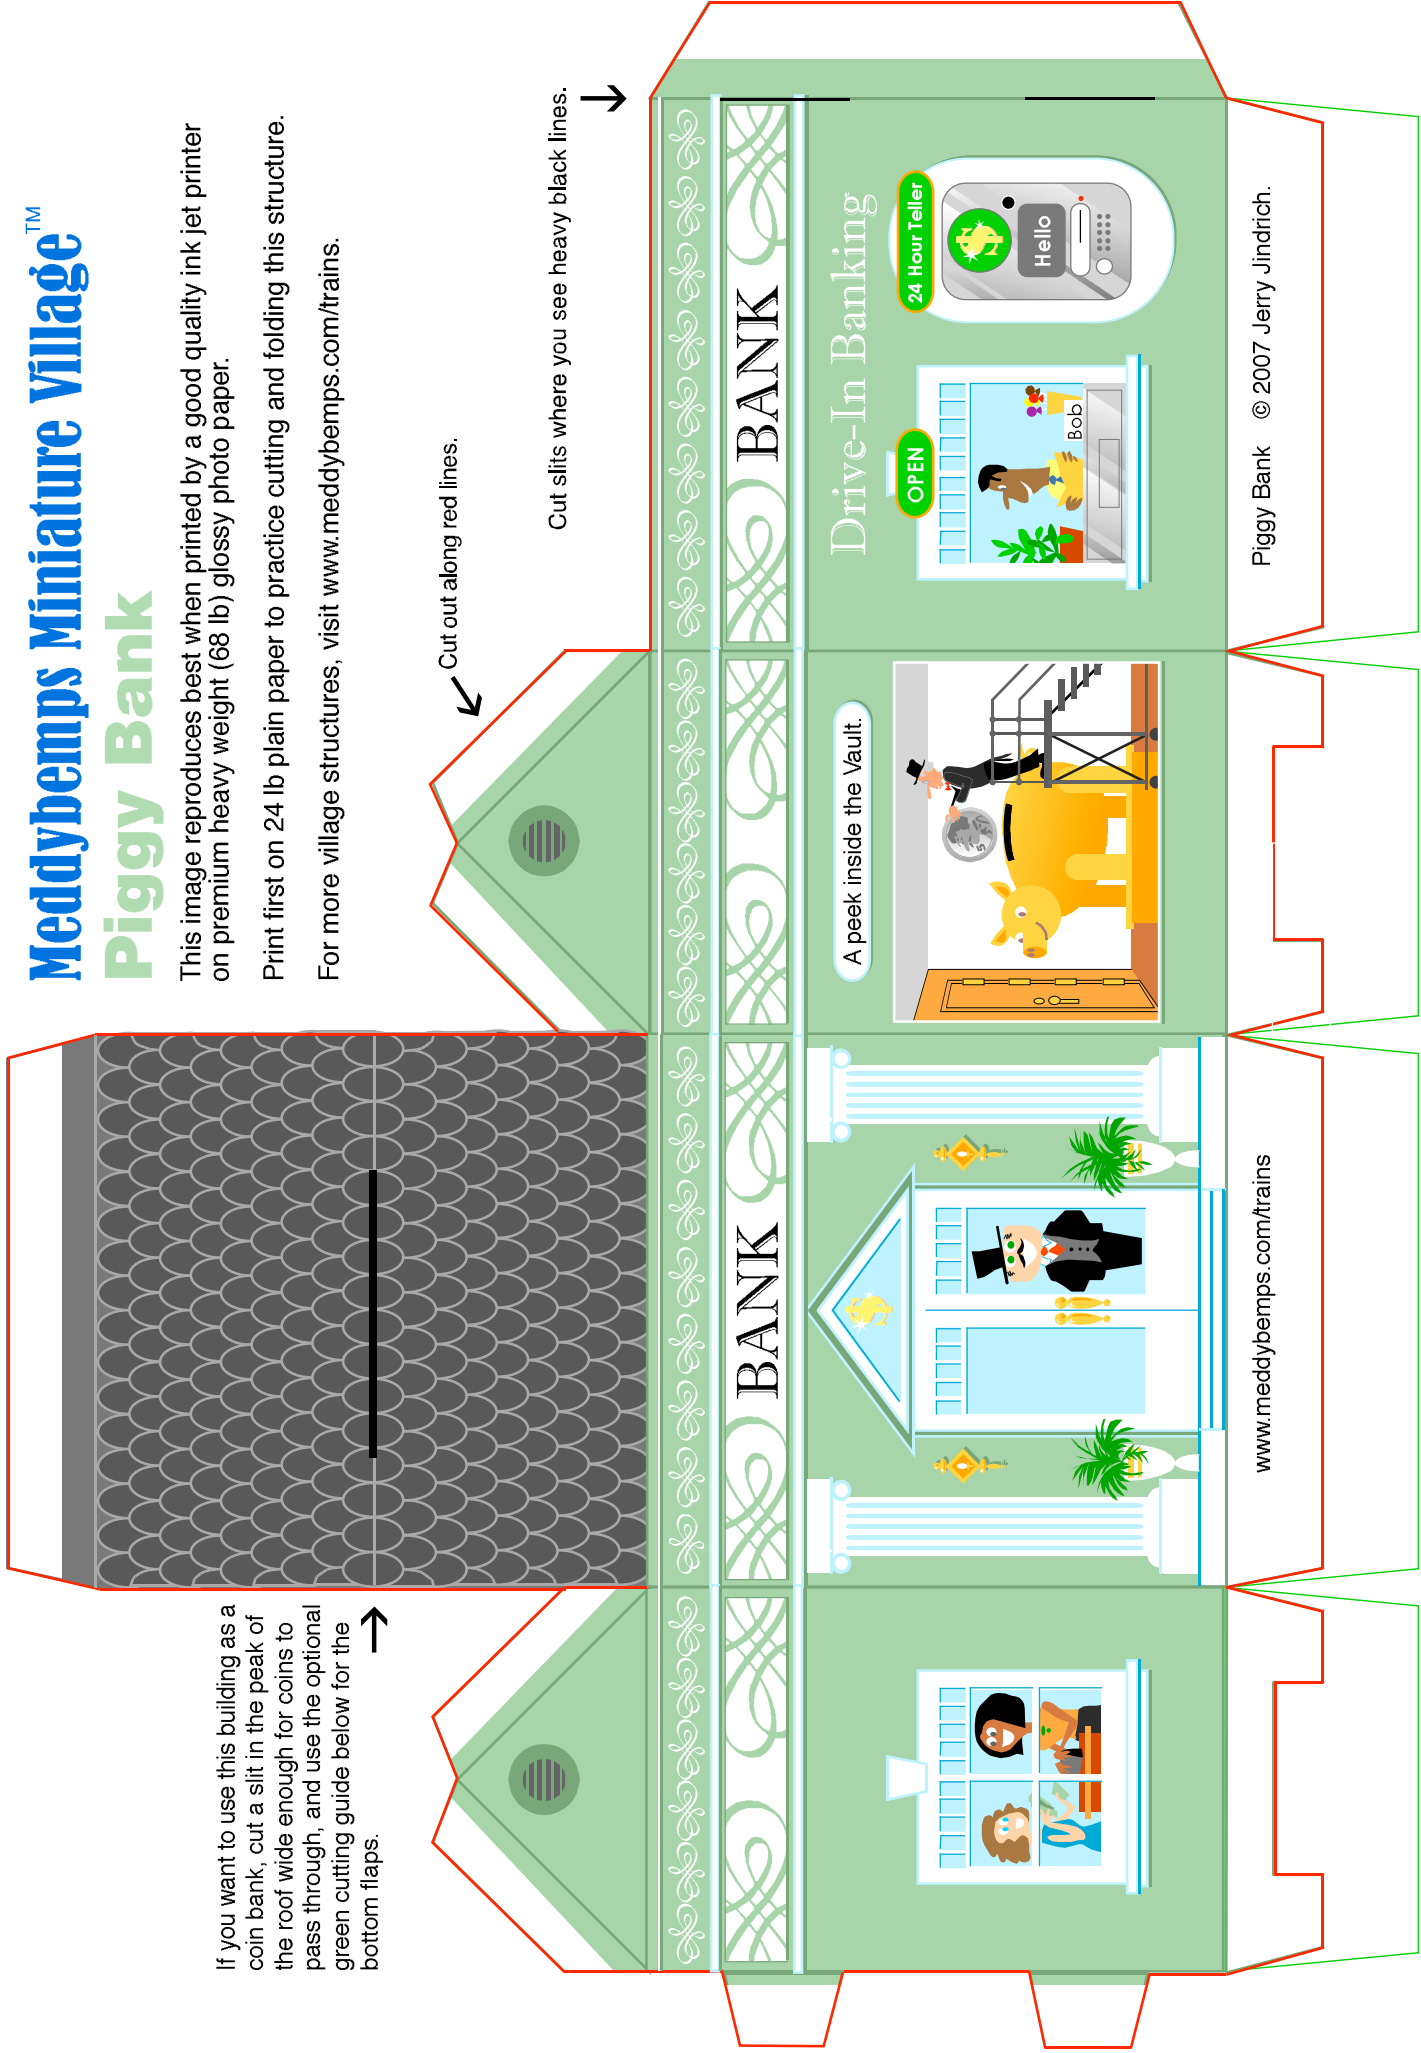 Meddybemps Miniature Village™
Piggy Bank
This image reproduces best when printed by a good quality ink jet printer
on premium heavy weight (68 lb) glossy photo paper.
Print first on 24 lb plain paper to practice cutting and folding this structure.
For more village structures, visit www.meddybemps.com/trains.
Cut out along red lines.
Cut slits where you see heavy black lines.
If you want to use this building as a
coin bank, cut a slit in the peak of
the roof wide enough for coins to
pass through, and use the optional
green cutting guide below for the
bottom flaps.
BANK
BANK
A peek inside the Vault.
Drive-In Banking
OPEN
24 Hour Teller
$
Hello
Bob
$
5
www.meddybemps.com/trains
Piggy Bank © 2007 Jerry Jindrich.